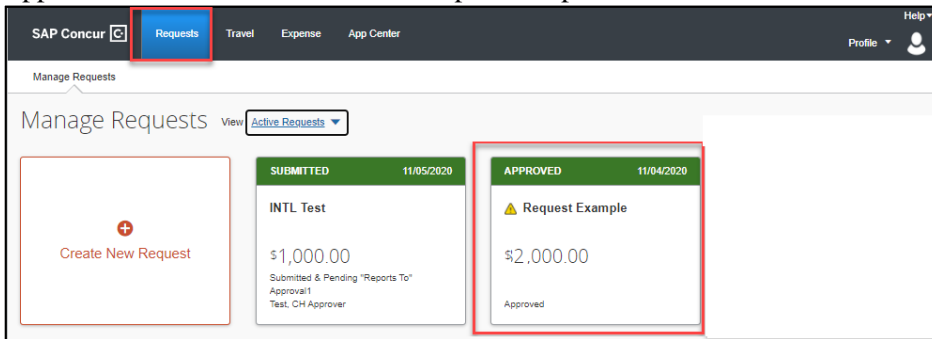 Help
SAP Concur C Requests Travel Expense App Center
Profile
Manage Requests
Manage Requests View Active Requests
SUBMITTED 11/05/2020
APPROVED 11/04/2020
INTL Test
Request Example
Create New Request
$1,000.00
$2,000.00
Submitted & Pending "Reports To"
Approval1
Test, CH Approver
Approved